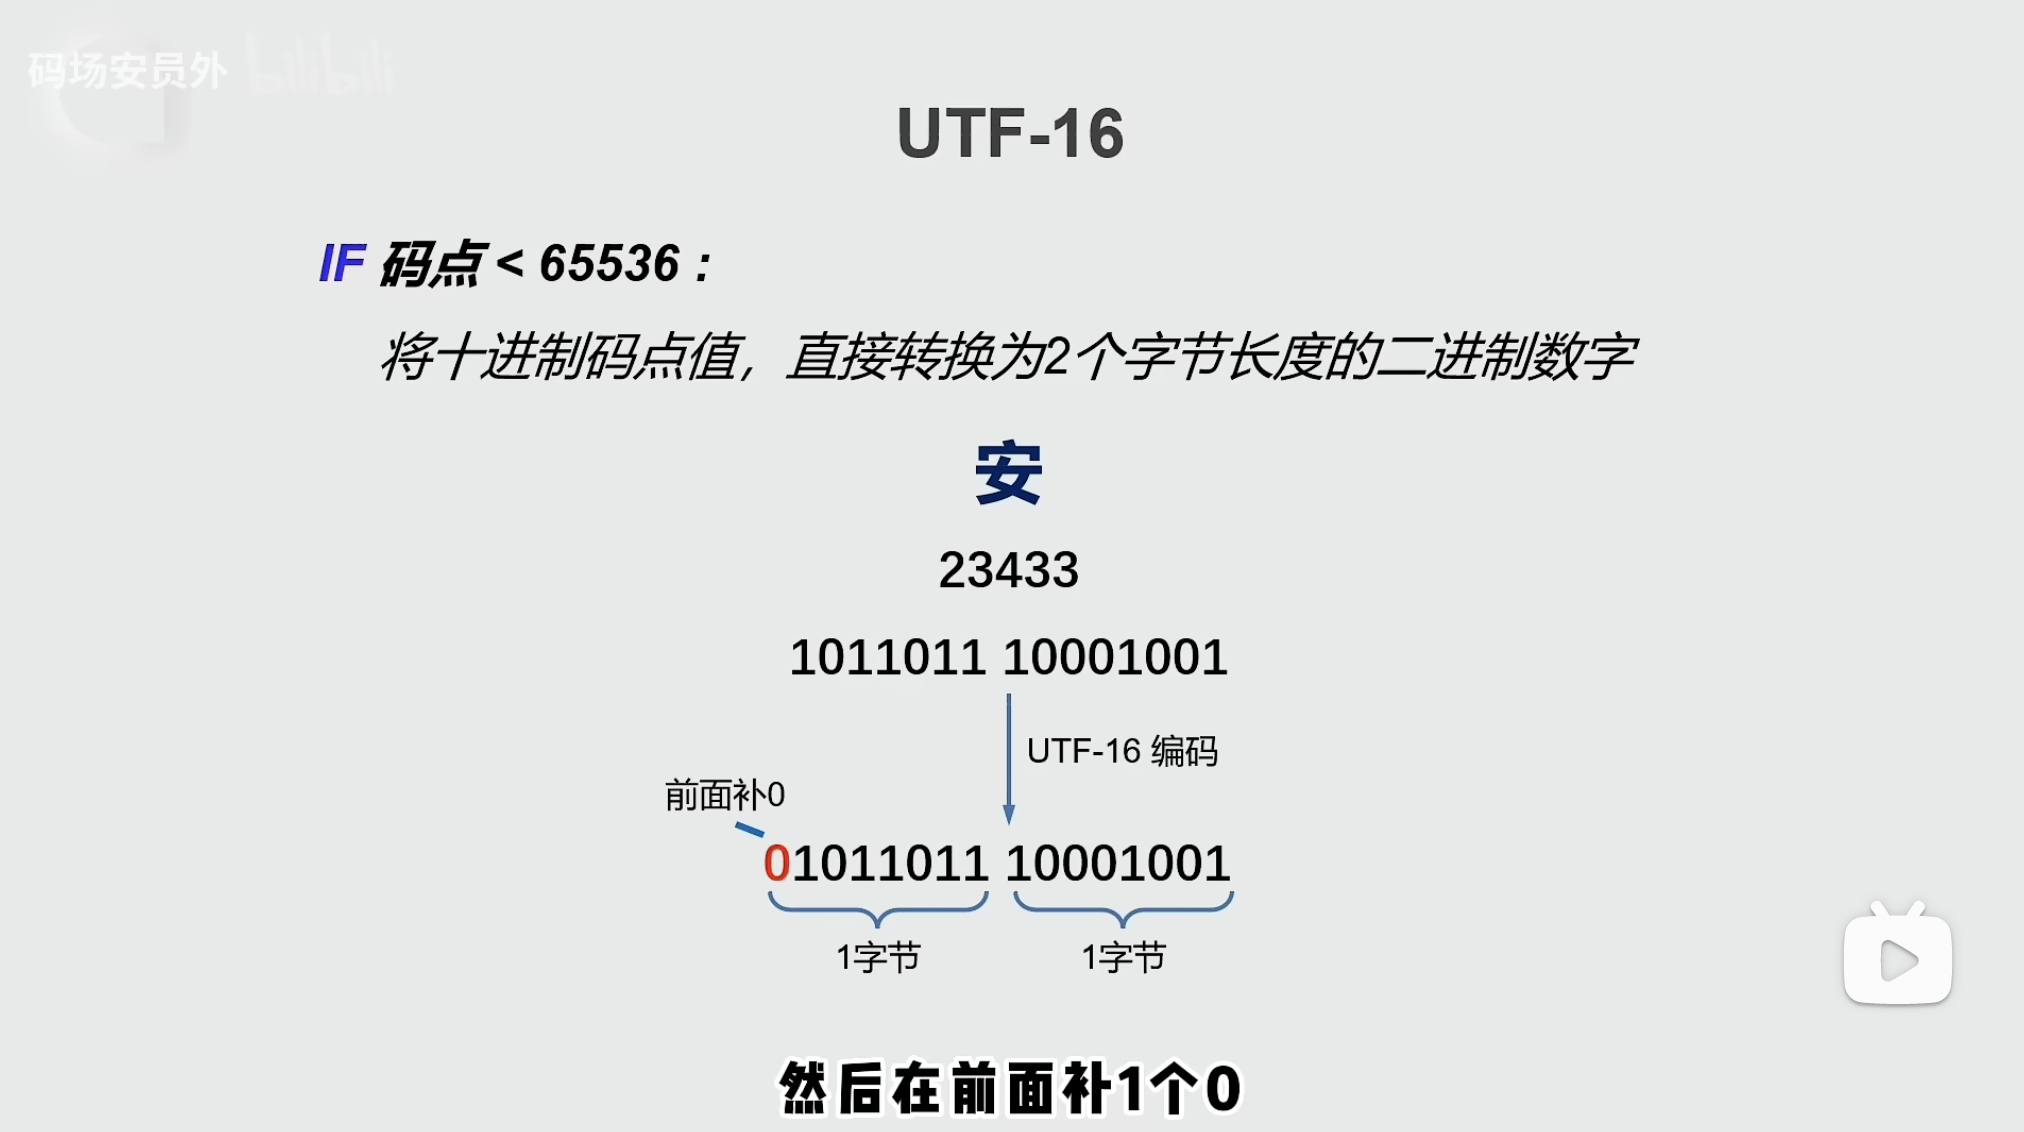 码场安员外 bilibili
UTF-16
IF 码点 < 65536 :
将十进制码点值，直接转换为2个字节长度的二进制数字
安
23433
1011011 10001001
UTF-16 编码
前面补0
01011011 10001001
1字节 1字节
然后在前面补1个0